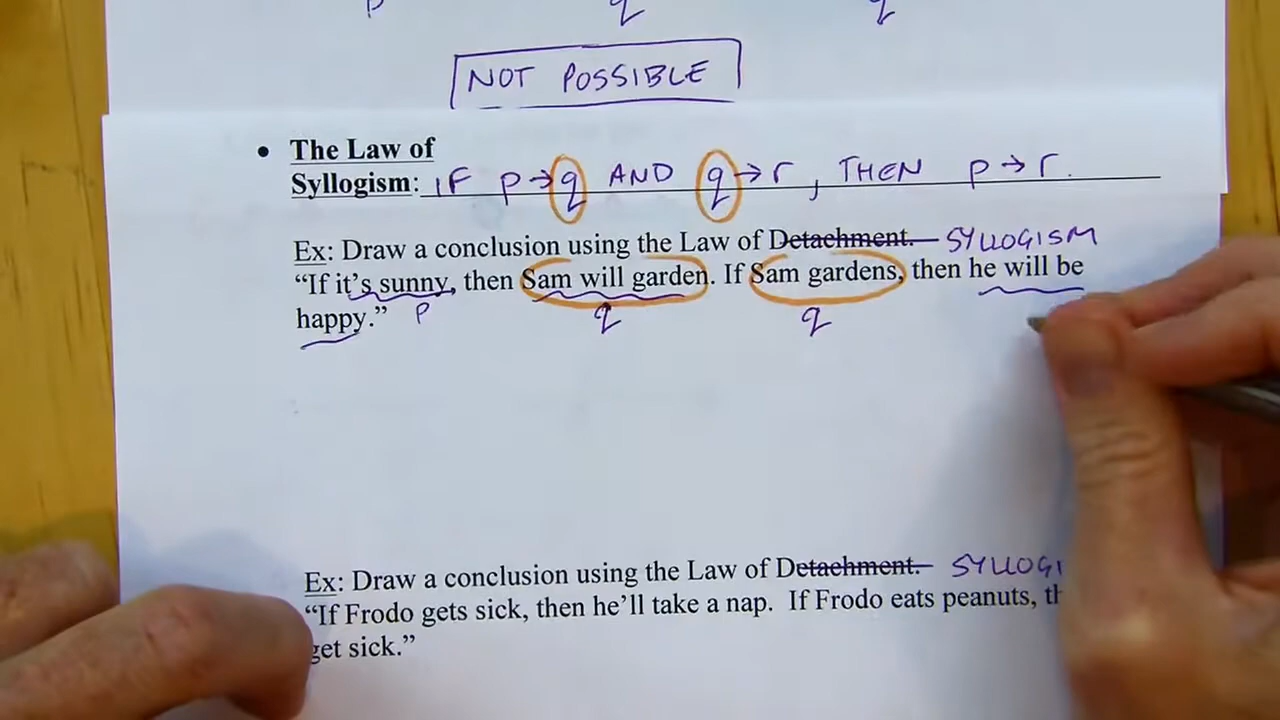 p q q
NOT POSSIBLE
• The Law of
Syllogism: IF p→q AND q→r, THEN p→r.
Ex: Draw a conclusion using the Law of Detachment. SYLLOGISM
“If it’s sunny, then Sam will garden. If Sam gardens, then he will be
happy.” p q q
Ex: Draw a conclusion using the Law of Detachment.
“If Frodo gets sick, then he’ll take a nap. If Frodo eats peanuts,
get sick.”